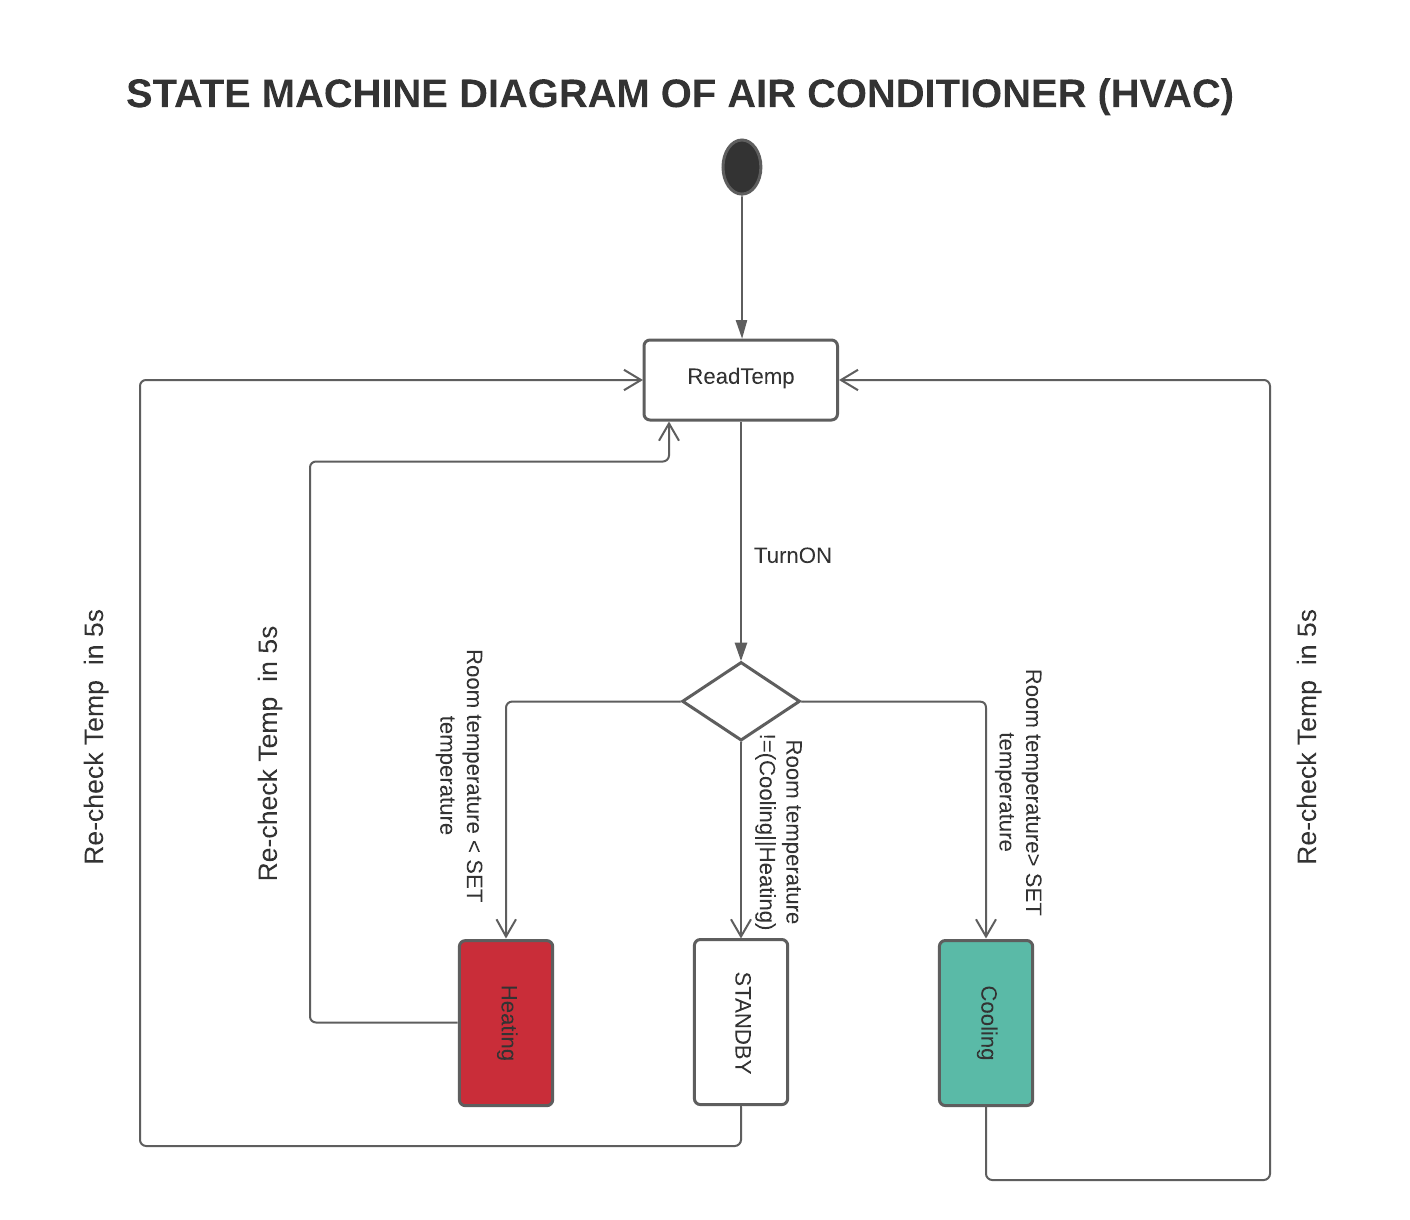 STATE MACHINE DIAGRAM OF AIR CONDITIONER (HVAC)
ReadTemp
TurnON
Re-check Temp  in 5s
Re-check Temp  in 5s
Room temperature < SET
temperature
Room temperature
!=(Cooling||Heating)
Room temperature> SET
temperature
Re-check Temp  in 5s
Heating
STANDBY
Cooling